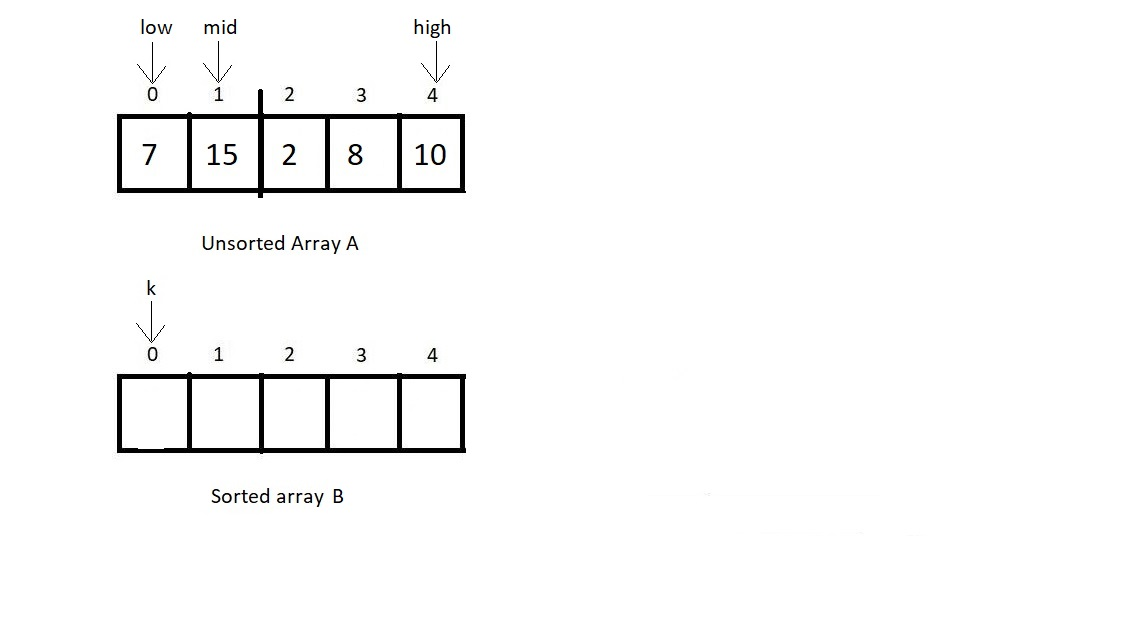 low mid high
0 1 2 3 4
7 15 2 8 10
Unsorted Array A
k
0 1 2 3 4
Sorted array B